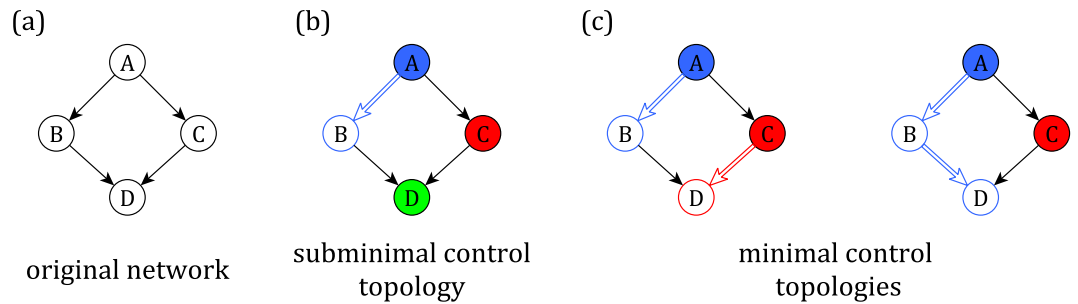 (a)
A
B
C
D
original network
(b)
A
B
C
D
subminimal control
topology
(c)
A
B
C
D
A
B
C
D
minimal control
topologies